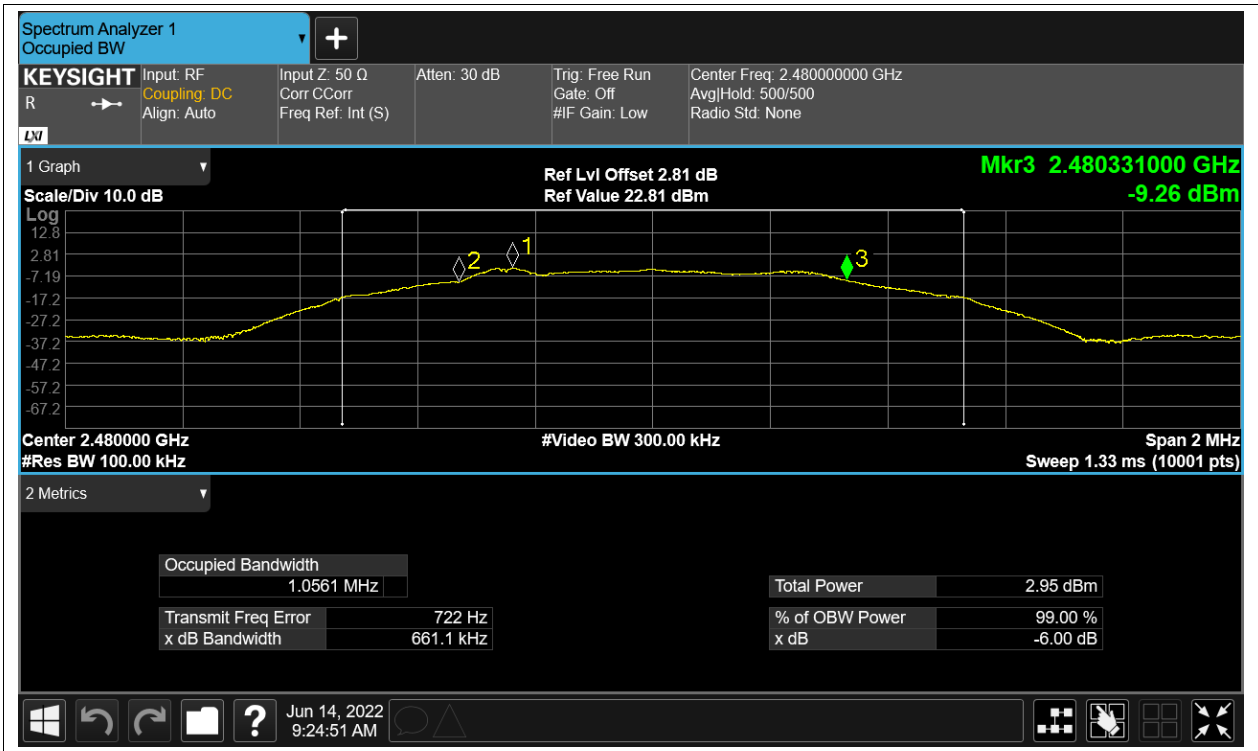 Spectrum Analyzer 1
Occupied BW
KEYSIGHT
R
LXI
Input: RF
Coupling: DC
Align: Auto
Input Z: 50 Ω
Corr CCorr
Freq Ref: Int (S)
Atten: 30 dB
Trig: Free Run
Gate: Off
#IF Gain: Low
Center Freq: 2.480000000 GHz
Avg|Hold: 500/500
Radio Std: None
1 Graph
Scale/Div 10.0 dB
Ref Lvl Offset 2.81 dB
Ref Value 22.81 dBm
Mkr3 2.480331000 GHz
-9.26 dBm
Log
12.8
2.81
-7.19
-17.2
-27.2
-37.2
-47.2
-57.2
-67.2
2
1
3
Center 2.480000 GHz
#Video BW 300.00 kHz
Span 2 MHz
#Res BW 100.00 kHz
Sweep 1.33 ms (10001 pts)
2 Metrics
Occupied Bandwidth
1.0561 MHz
Transmit Freq Error 722 Hz
x dB Bandwidth 661.1 kHz
Total Power 2.95 dBm
% of OBW Power 99.00 %
x dB -6.00 dB
?
Jun 14, 2022
9:24:51 AM